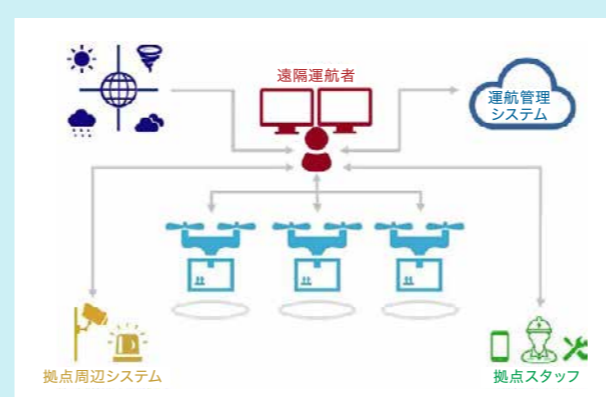 遠隔運航者
運航管理
システム
拠点周辺システム
拠点スタッフ